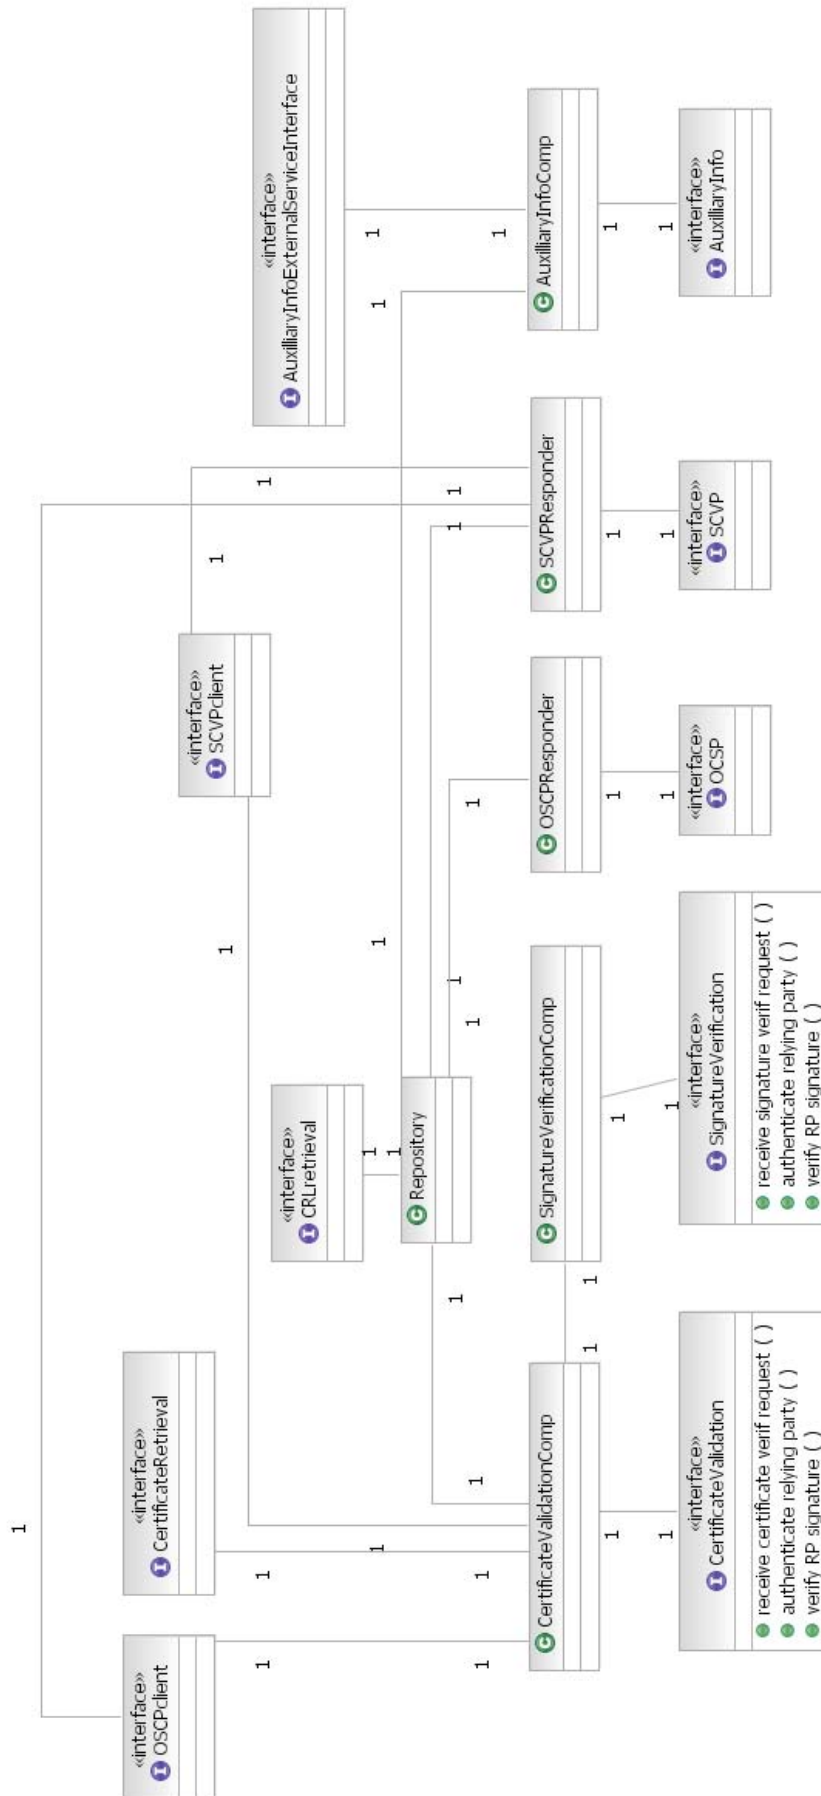 1
«interface»
OSCPclient
«interface»
CertificateRetrieval
«interface»
SCVPclient
1
1
1
1
1
«interface»
CRLretrieval
«interface»
AuxilliaryInfoExternalServiceInterface
1
1
1
1
1
1
Repository
1
1
1
1
1
1
1
1
1
1
CertificateValidationComp
SignatureVerificationComp
OSCPResponder
SCVPResponder
AuxilliaryInfoComp
1
1
1
1
1
1
1
1
1
1
1
1
«interface»
CertificateValidation
receive certificate verif request ( )
authenticate relying party ( )
verify RP signature ( )
«interface»
SignatureVerification
receive signature verif request ( )
authenticate relying party ( )
verify RP signature ( )
«interface»
OCSP
«interface»
SCVP
«interface»
AuxilliaryInfo